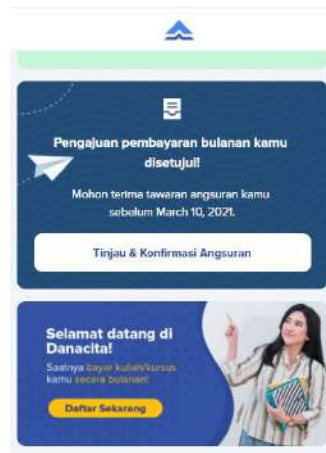 Pengajuan pembayaran bulanan kamu
disetujui!
Mohon terima tawaran angsuran kamu
sebelum March 10, 2021.
Tinjau & Konfirmasi Angsuran
Selamat datang di
Danacita!
Saatnya bayar kuliah/kursus
kamu secara bulanan!
Daftar Sekarang